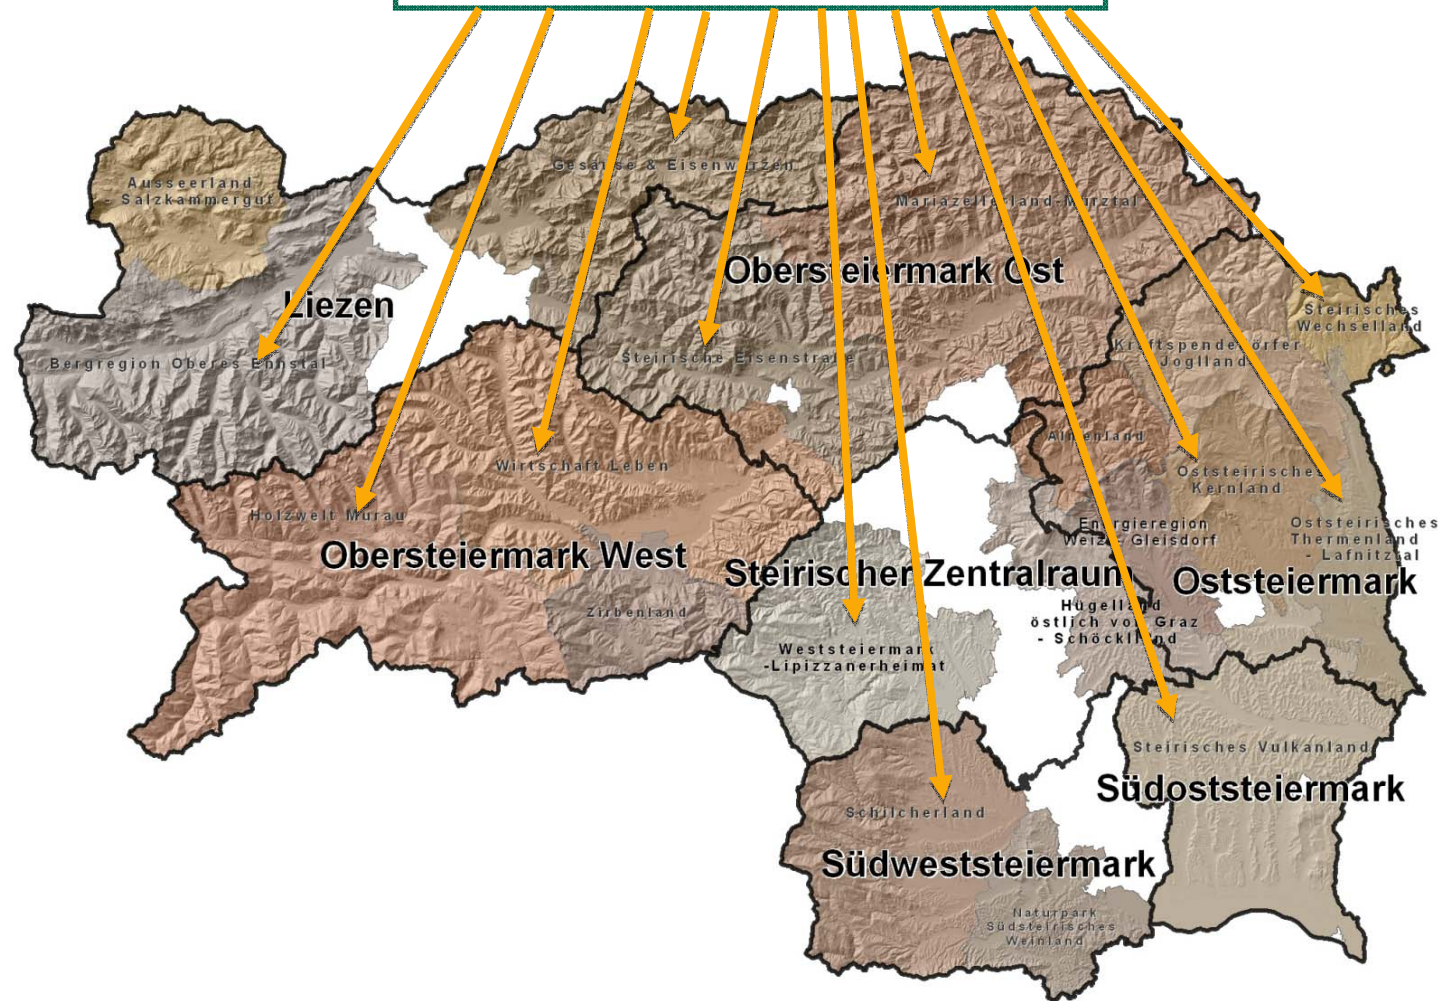 Gesäuse & Eisenwurzen
Ausseerland
- Salzkammergut
Mariazellerland-Mürztal
Obersteiermark Ost
Liezen
Steirisches
Wechselland
Kraftspendedörfer
Joglland
Bergregion Oberes Ennstal
Steirische Eisenstraße
Almenland
Wirtschaft Leben
Oststeirisches
Kernland
Holzwelt Murau
Energieregion
Weiz - Gleisdorf
Oststeirisches
Thermenland
- Lafnitztal
Obersteiermark West
Steirischer Zentralraum
Oststeiermark
Zirbenland
Hügelland
östlich von Graz
- Schöcklland
Weststeiermark
-Lipizzanerheimat
Steirisches Vulkanland
Südoststeiermark
Schilcherland
Südweststeiermark
Naturpark
Südsteirisches
Weinland